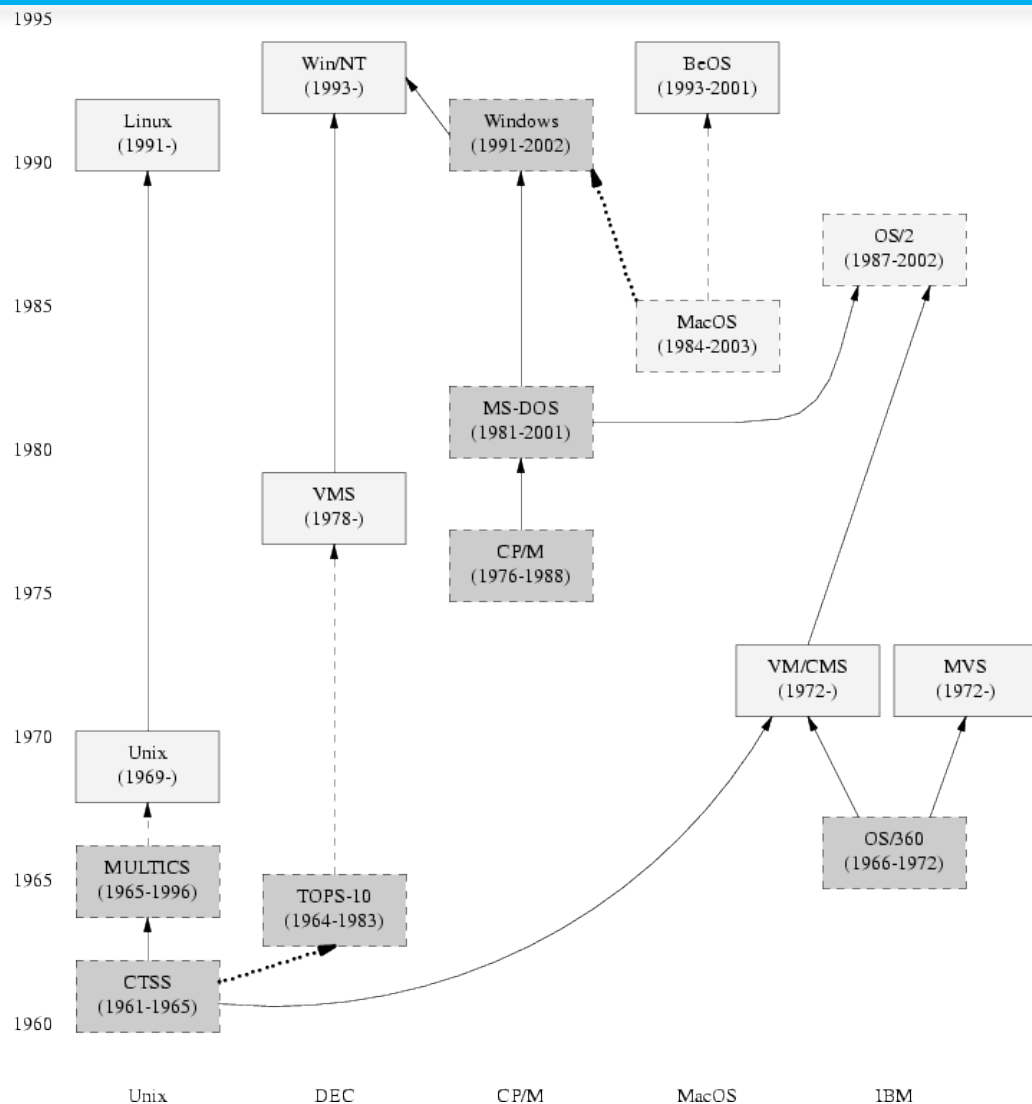 1995
Win/NT
(1993-)
BeOS
(1993-2001)
Linux
(1991-)
Windows
(1991-2002)
1990
OS/2
(1987-2002)
1985
MacOS
(1984-2003)
MS-DOS
(1981-2001)
1980
VMS
(1978-)
CP/M
(1976-1988)
1975
VM/CMS
(1972-)
MVS
(1972-)
1970
Unix
(1969-)
OS/360
(1966-1972)
MULTICS
(1965-1996)
1965
TOPS-10
(1964-1983)
CTSS
(1961-1965)
1960
Unix
DEC
CP/M
MacOS
IBM